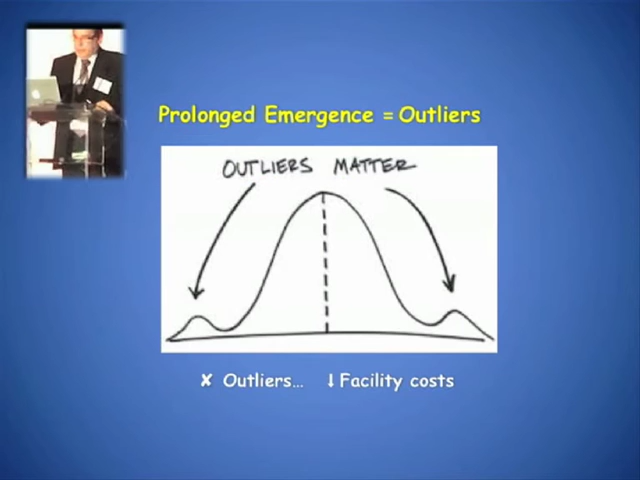 Prolonged Emergence = Outliers
OUTLIERS MATTER
✘ Outliers... ↓ Facility costs